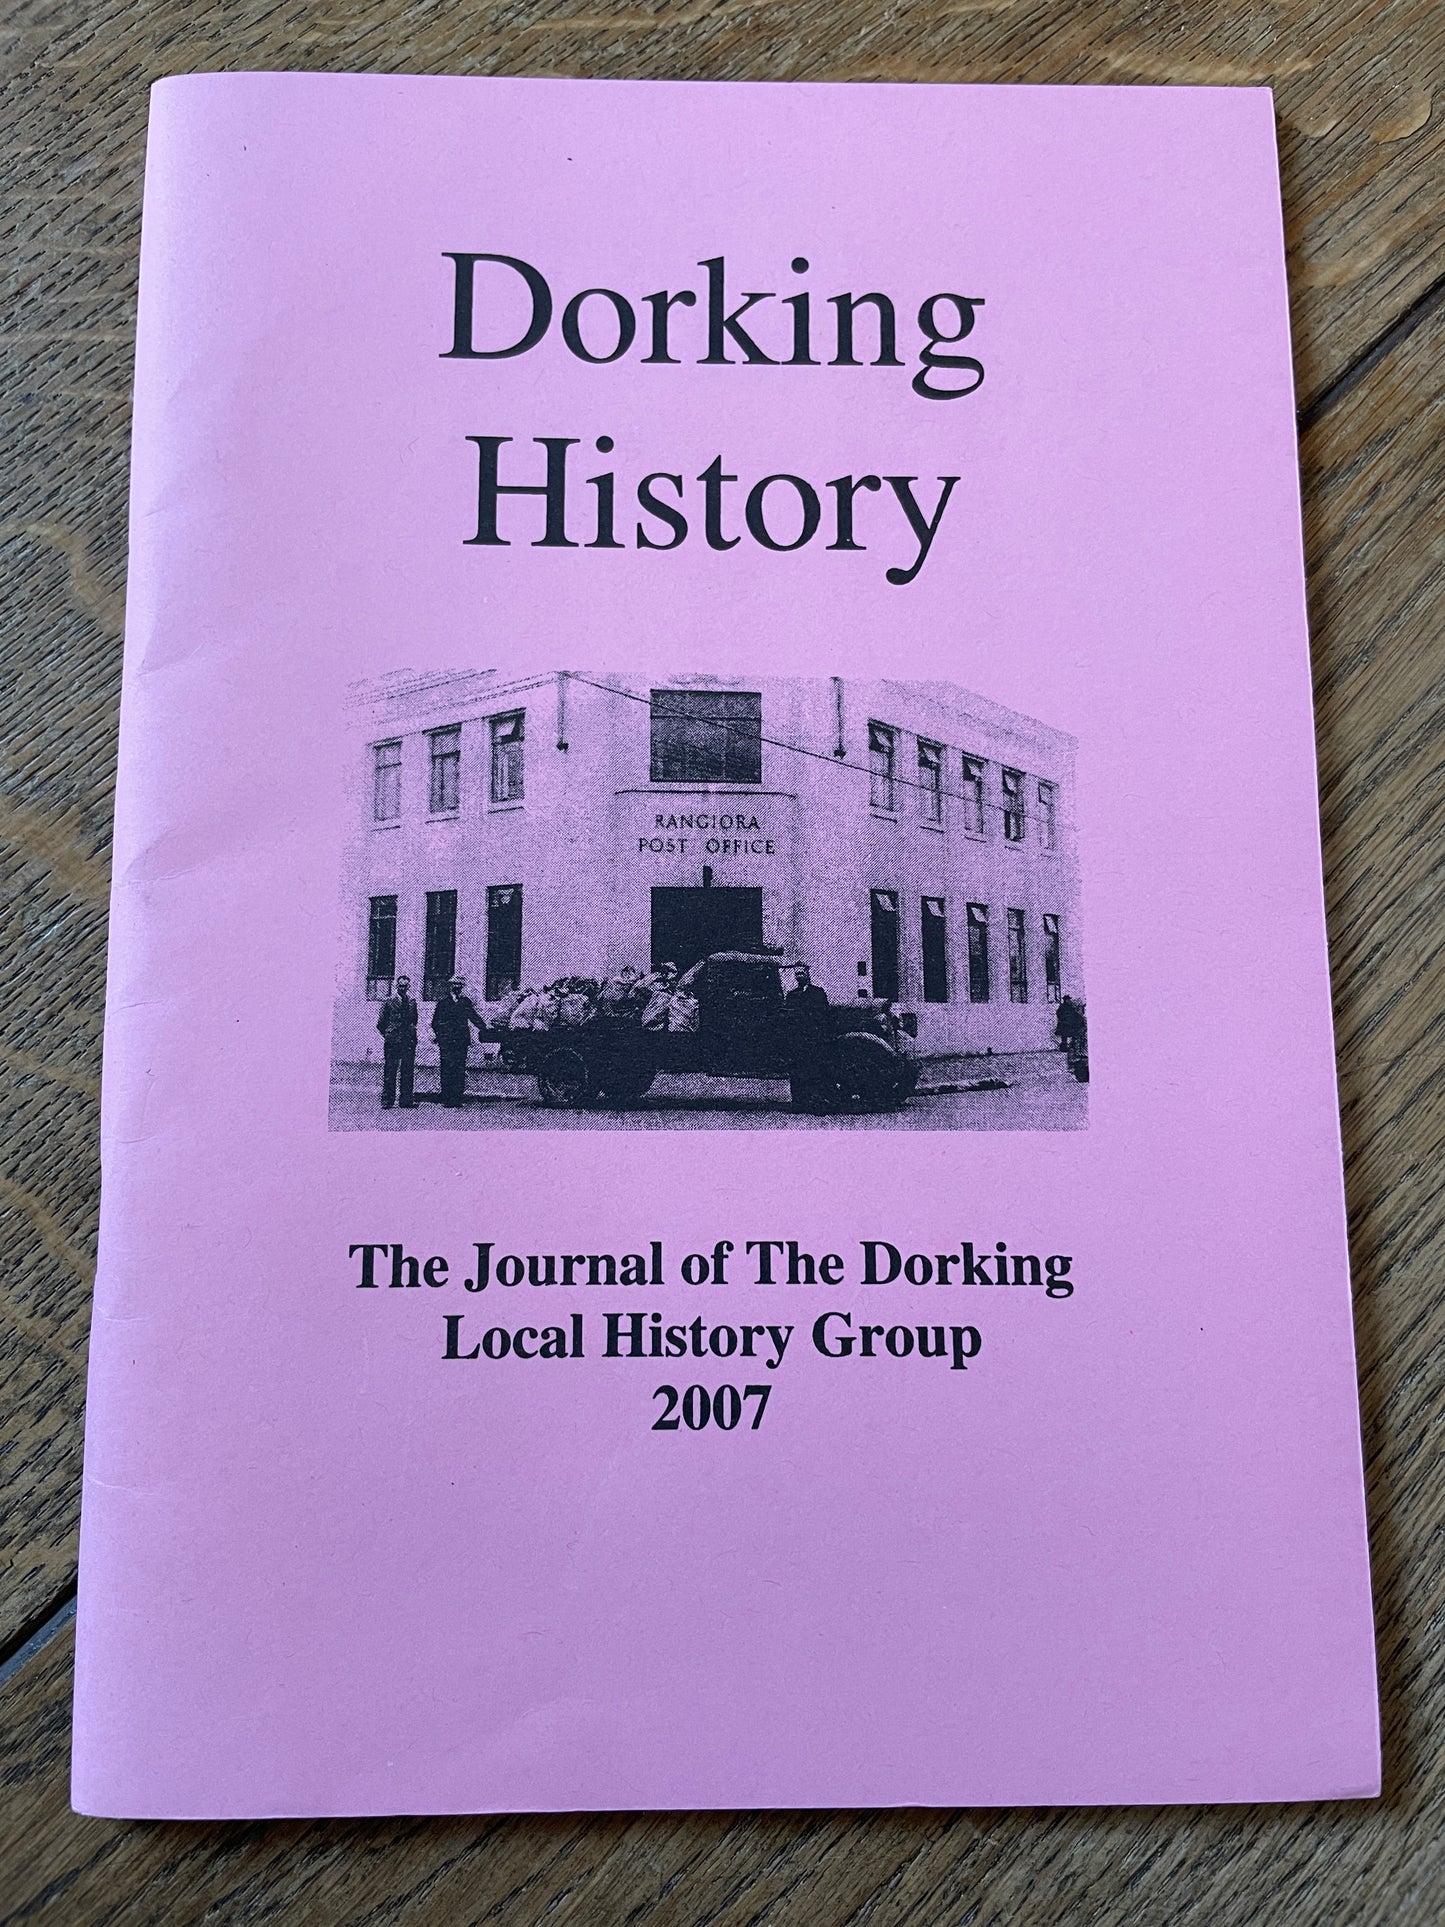 Dorking
History
RANGIORA
POST OFFICE
The Journal of The Dorking
Local History Group
2007